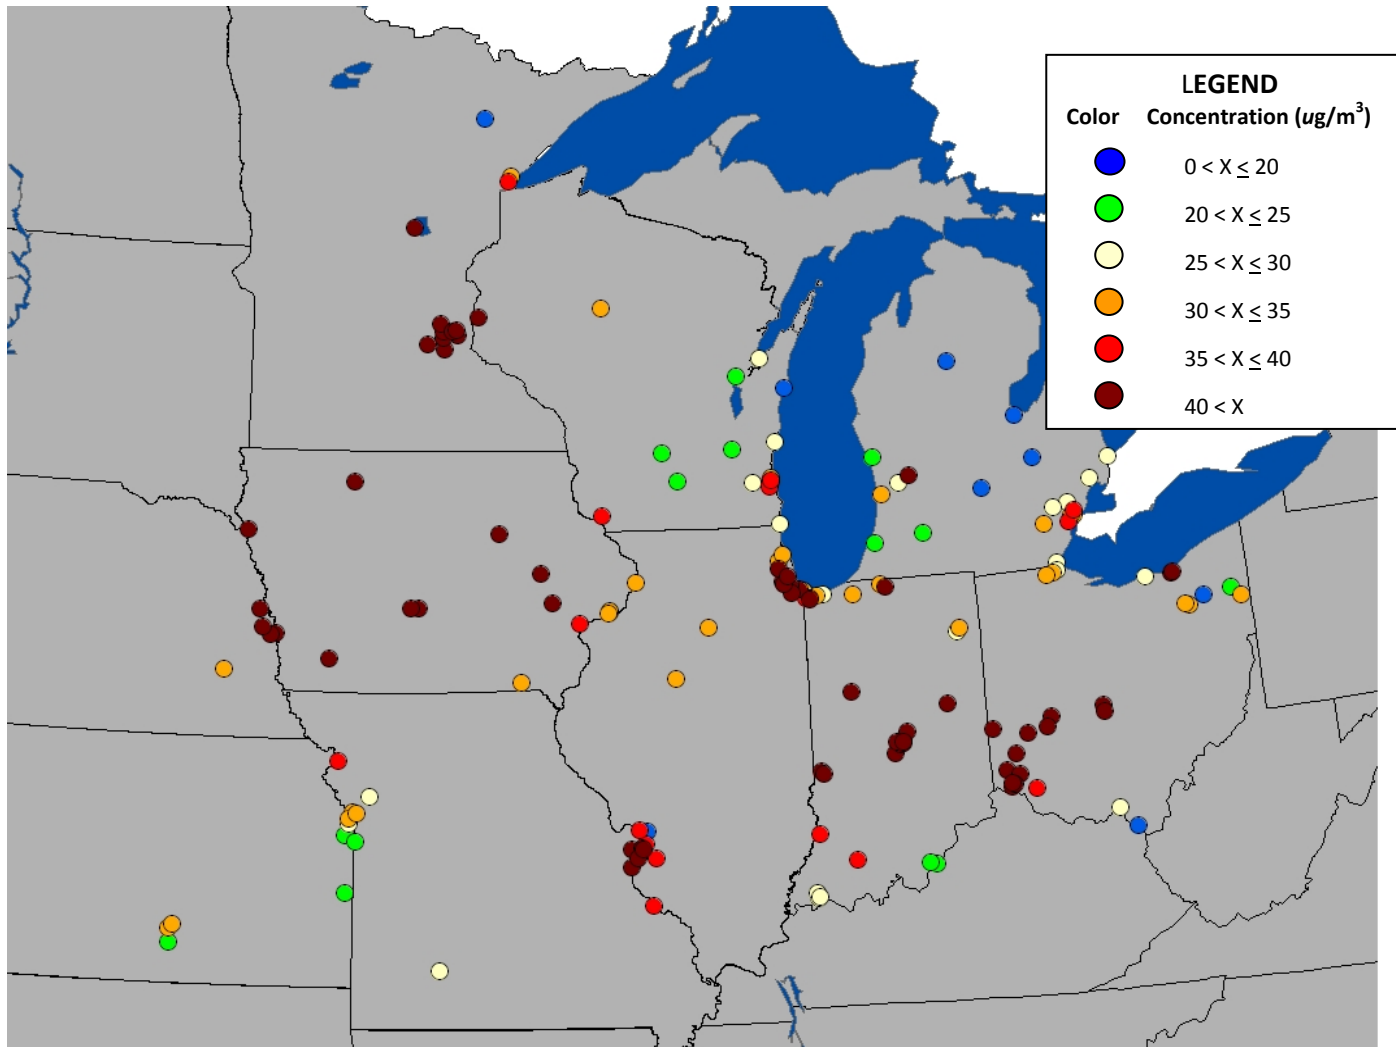 LEGEND
Color Concentration (ug/m³)
0 < X ≤ 20
20 < X ≤ 25
25 < X ≤ 30
30 < X ≤ 35
35 < X ≤ 40
40 < X